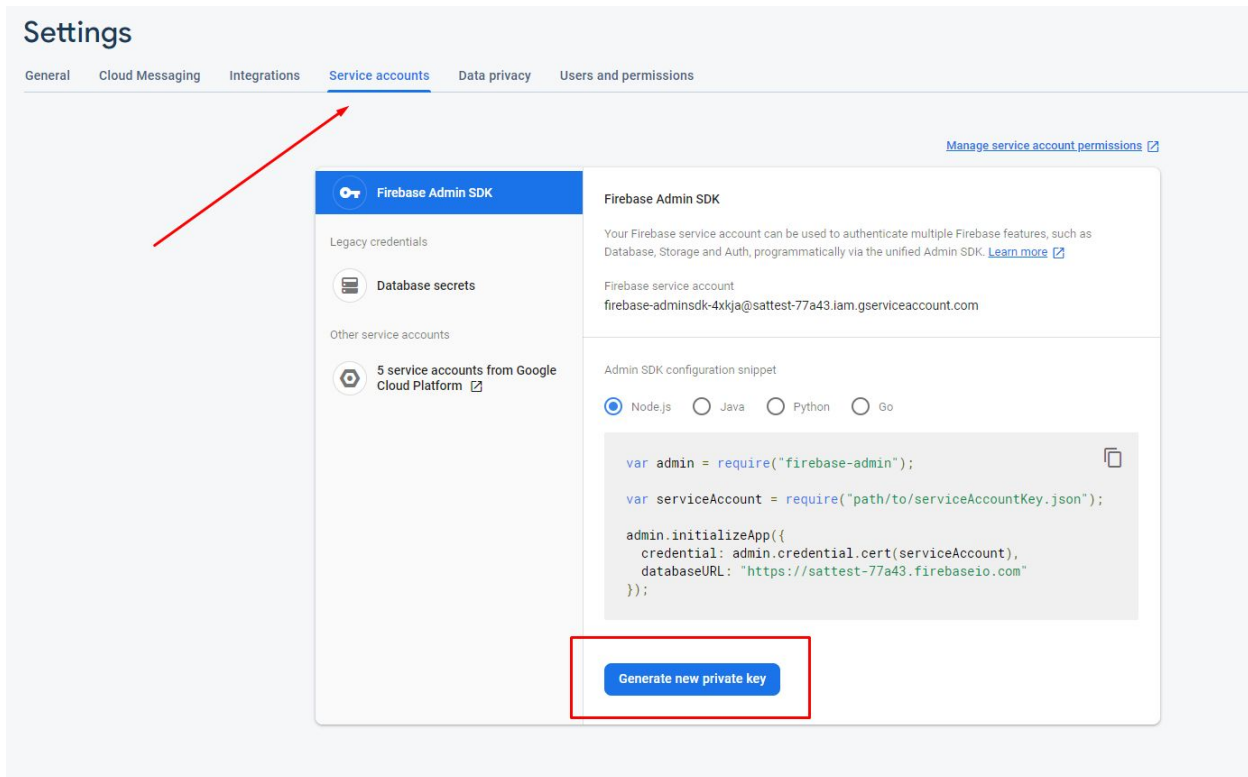 Settings
General Cloud Messaging Integrations Service accounts Data privacy Users and permissions
Manage service account permissions
Firebase Admin SDK
Legacy credentials
Database secrets
Other service accounts
5 service accounts from Google
Cloud Platform
Firebase Admin SDK
Your Firebase service account can be used to authenticate multiple Firebase features, such as
Database, Storage and Auth, programmatically via the unified Admin SDK. Learn more
Firebase service account
firebase-adminsdk-4xkja@sattest-77a43.iam.gserviceaccount.com
Admin SDK configuration snippet
Node.js Java Python Go
var admin = require("firebase-admin");
var serviceAccount = require("path/to/serviceAccountKey.json");
admin.initializeApp({
  credential: admin.credential.cert(serviceAccount),
  databaseURL: "https://sattest-77a43.firebaseio.com"
});
Generate new private key